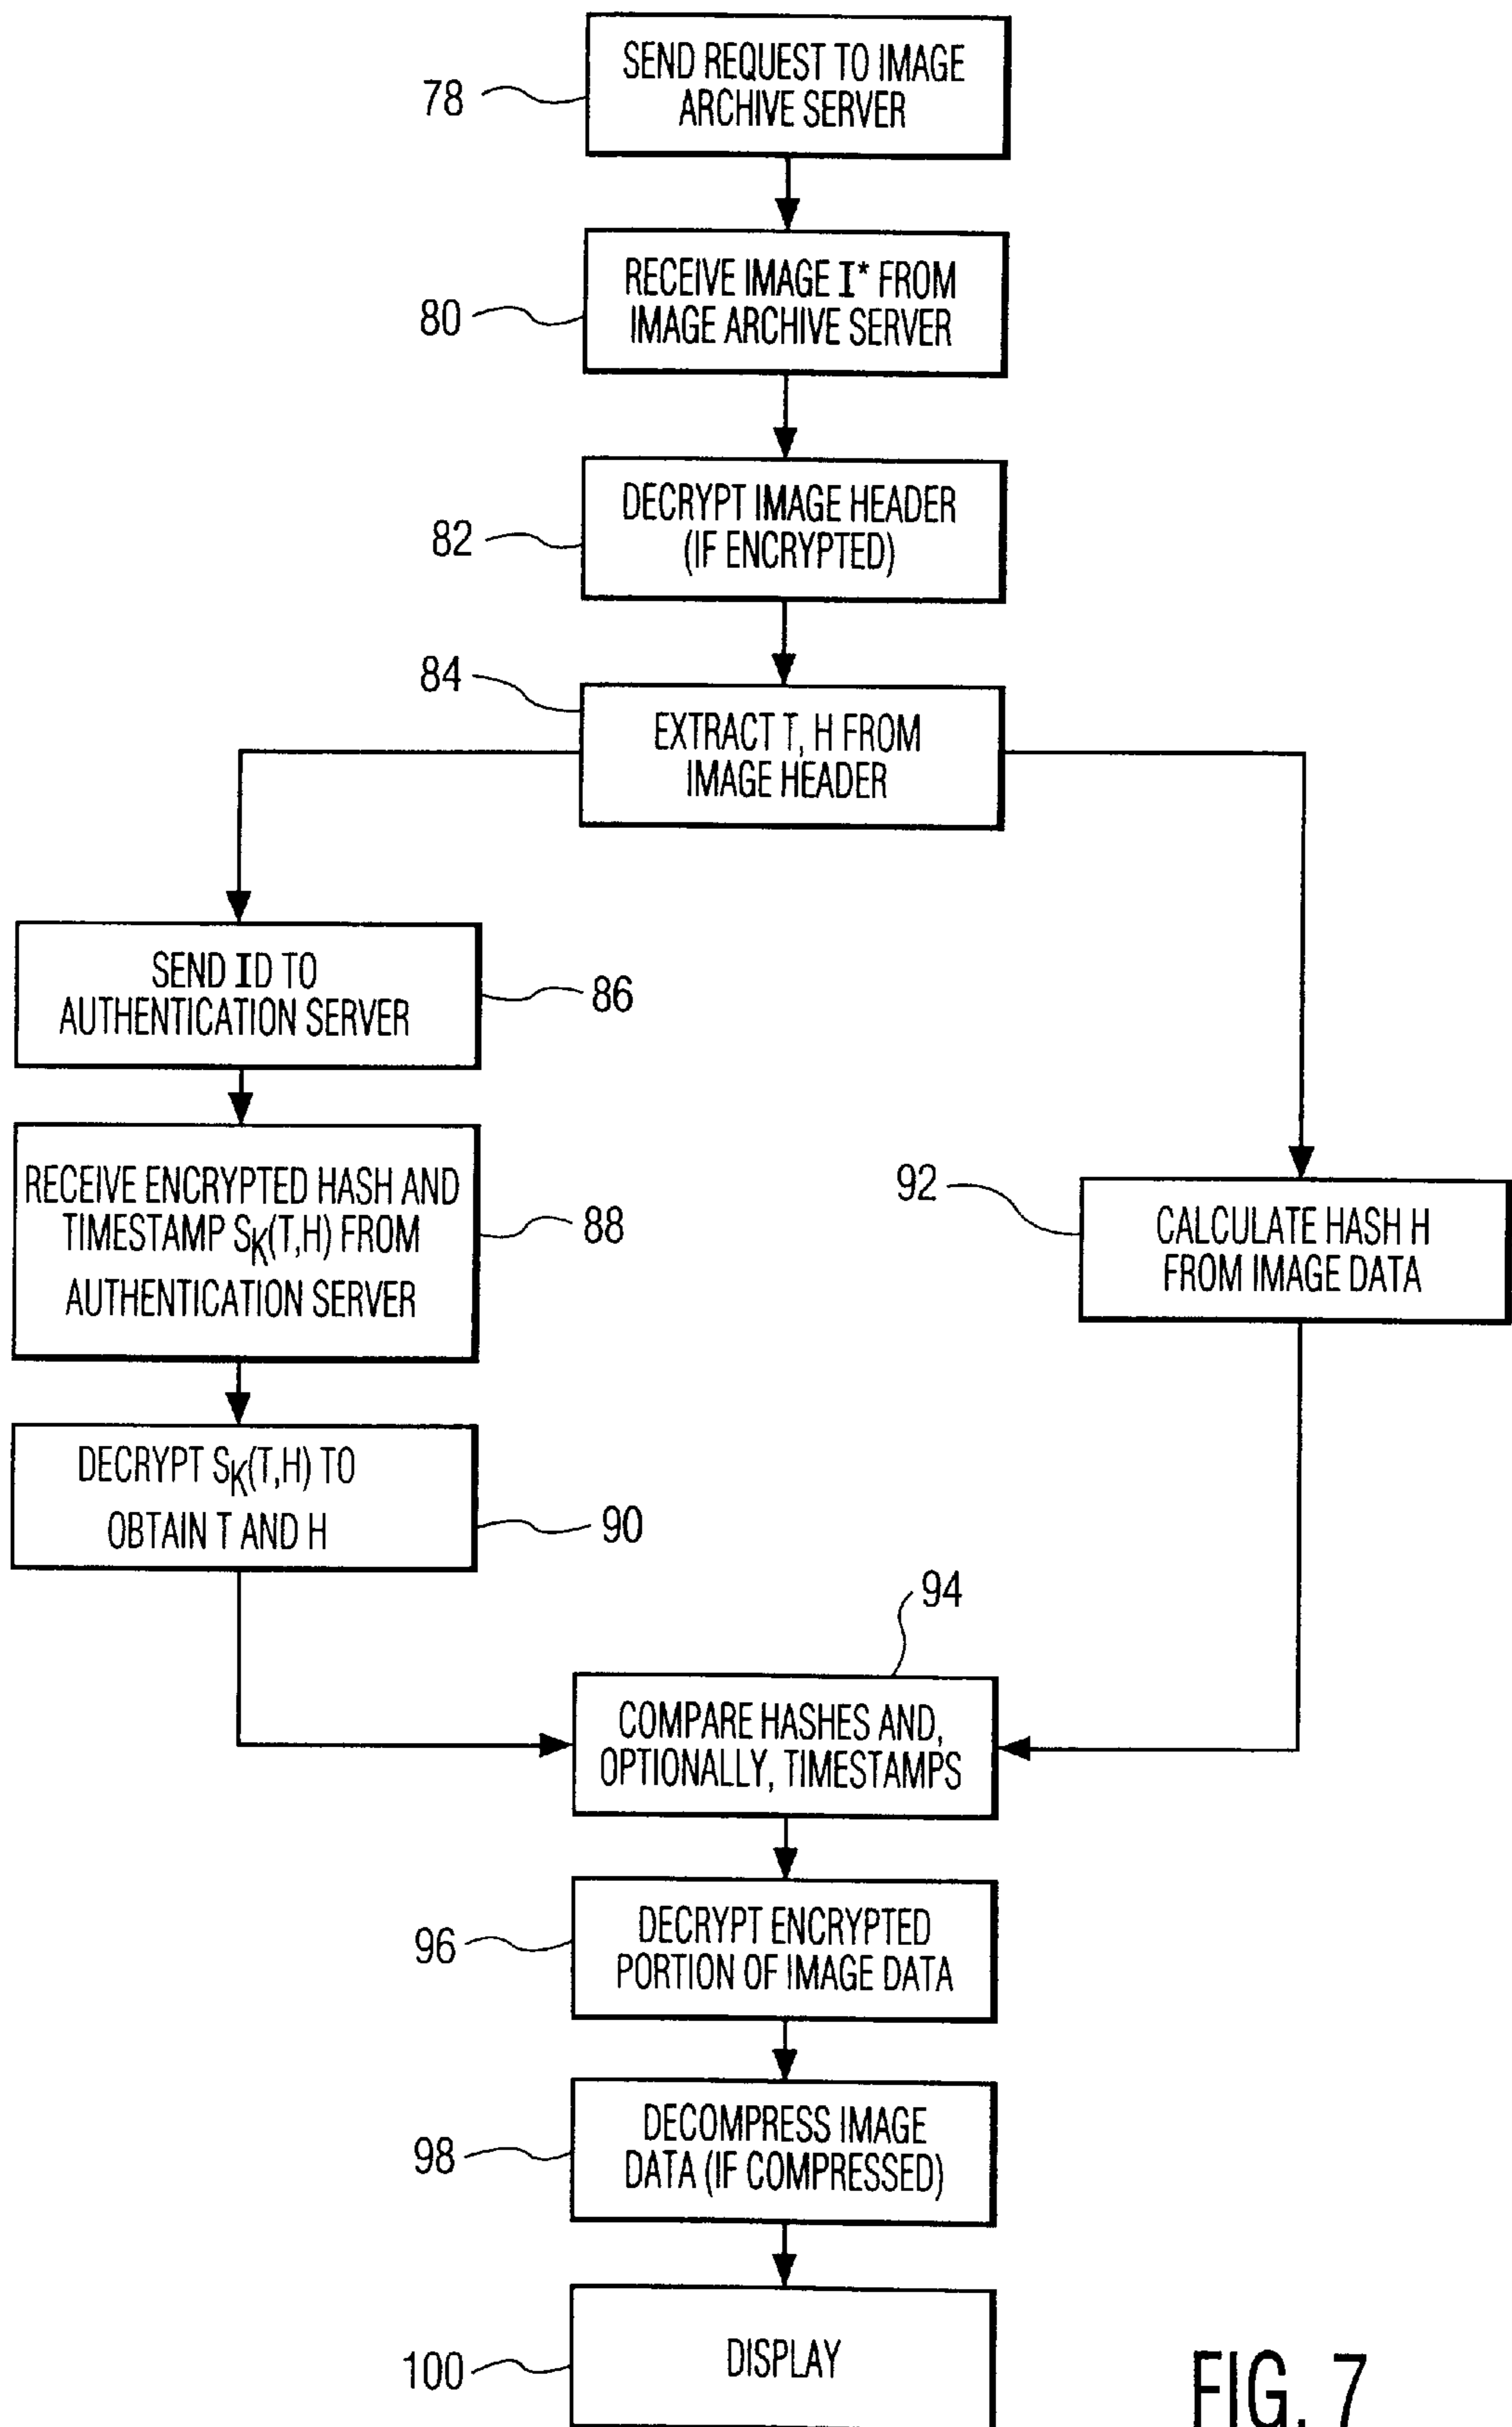 SEND REQUEST TO IMAGE
ARCHIVE SERVER
78
RECEIVE IMAGE I* FROM
IMAGE ARCHIVE SERVER
80
DECRYPT IMAGE HEADER
(IF ENCRYPTED)
82
84
EXTRACT T, H FROM
IMAGE HEADER
SEND ID TO
AUTHENTICATION SERVER
86
RECEIVE ENCRYPTED HASH AND
TIMESTAMP SK(T,H) FROM
AUTHENTICATION SERVER
88
92
CALCULATE HASH H
FROM IMAGE DATA
DECRYPT SK(T,H) TO
OBTAIN T AND H
90
94
COMPARE HASHES AND,
OPTIONALLY, TIMESTAMPS
96
DECRYPT ENCRYPTED
PORTION OF IMAGE DATA
98
DECOMPRESS IMAGE
DATA (IF COMPRESSED)
100
DISPLAY
FIG. 7